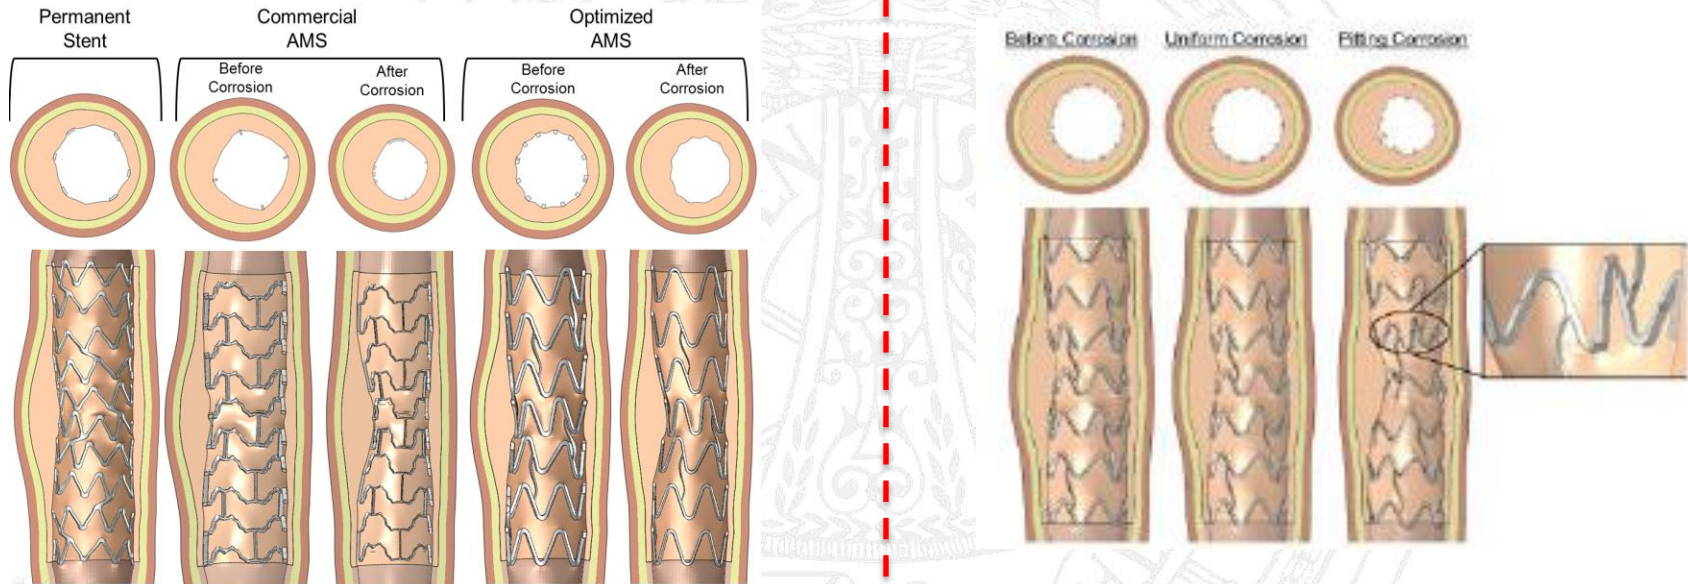 Permanent
Stent
Commercial
AMS
Optimized
AMS
Before
Corrosion
After
Corrosion
Before
Corrosion
After
Corrosion
Before Corrosion
Uniform Corrosion
Pitting Corrosion